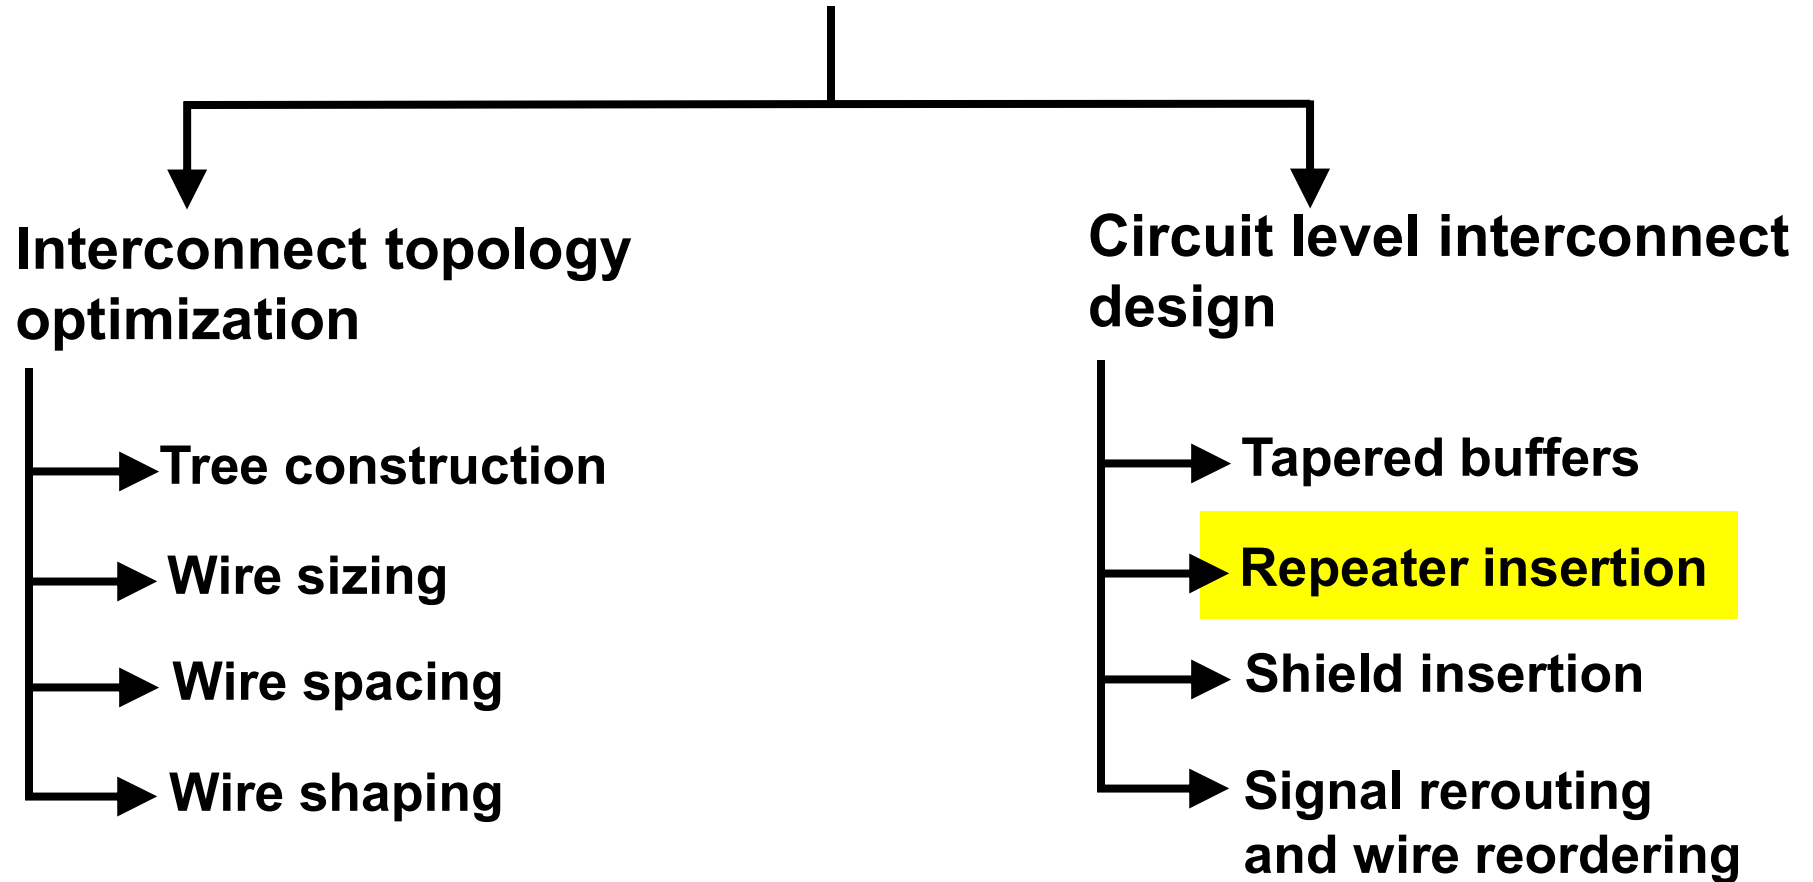 Interconnect topology
optimization
Tree construction
Wire sizing
Wire spacing
Wire shaping
Circuit level interconnect
design
Tapered buffers
Repeater insertion
Shield insertion
Signal rerouting
and wire reordering